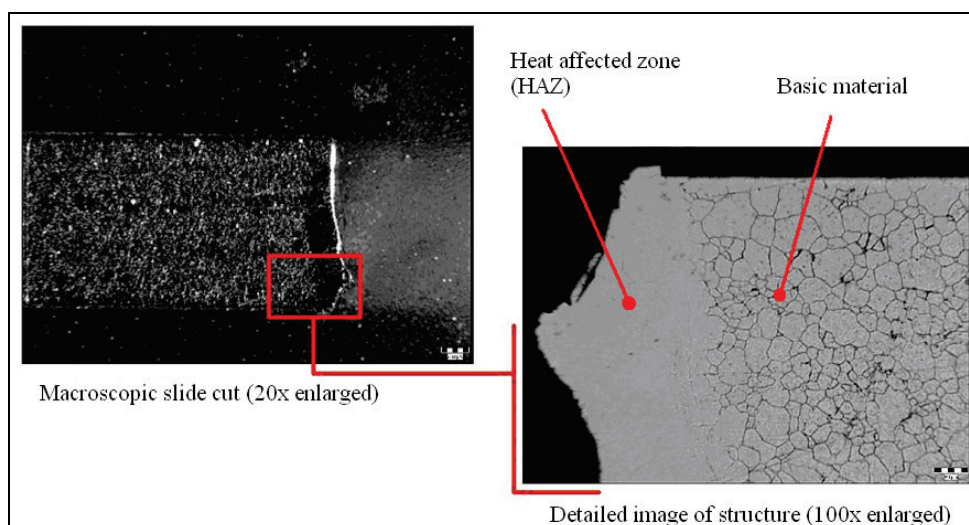 Heat affected zone
(HAZ)
Basic material
Macroscopic slide cut (20x enlarged)
Detailed image of structure (100x enlarged)